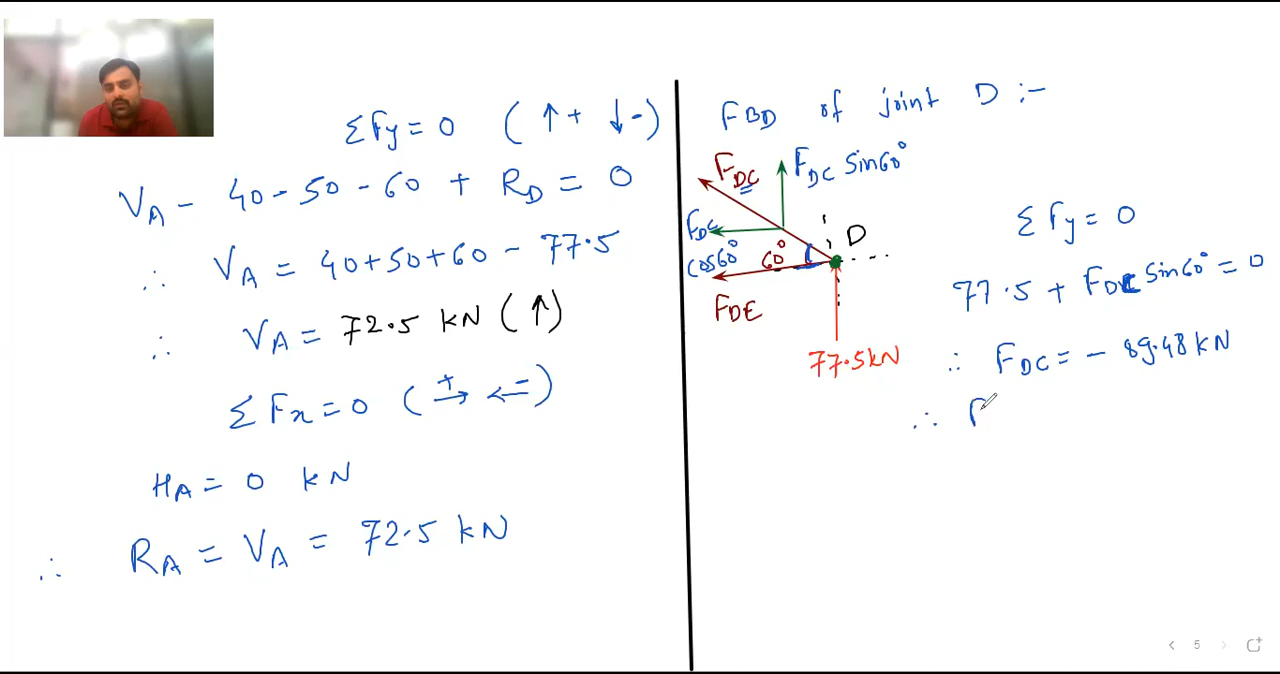 ΣFy = 0 ( ↑+ ↓- )
VA - 40 - 50 - 60 + RD = 0
∴ VA = 40+50+60 - 77.5
∴ VA = 72.5 kN (↑)
ΣFx = 0 ( +→ ←- )
HA = 0 kN
∴ RA = VA = 72.5 kN
FBD of joint D :-
FDC
FDC Sin60°
FDC
cos60°
60°
D
FDE
77.5kN
ΣFy = 0
77.5 + FDC Sin60° = 0
∴ FDC = - 89.48 kN
∴
5